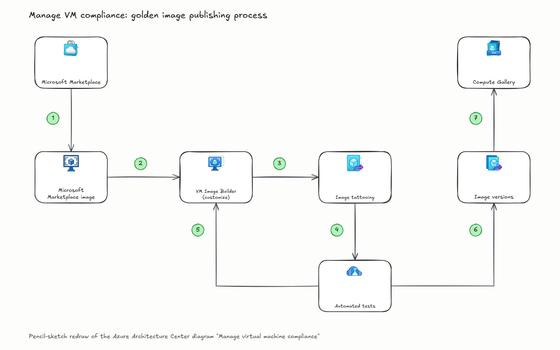 Manage VM compliance: golden image publishing process
Microsoft Marketplace
Compute Gallery
1
7
Microsoft
Marketplace image
2
VM Image Builder
(customize)
3
Image tattooing
Image versions
5
4
6
Automated tests
Pencil-sketch redraw of the Azure Architecture Center diagram "Manage virtual machine compliance"